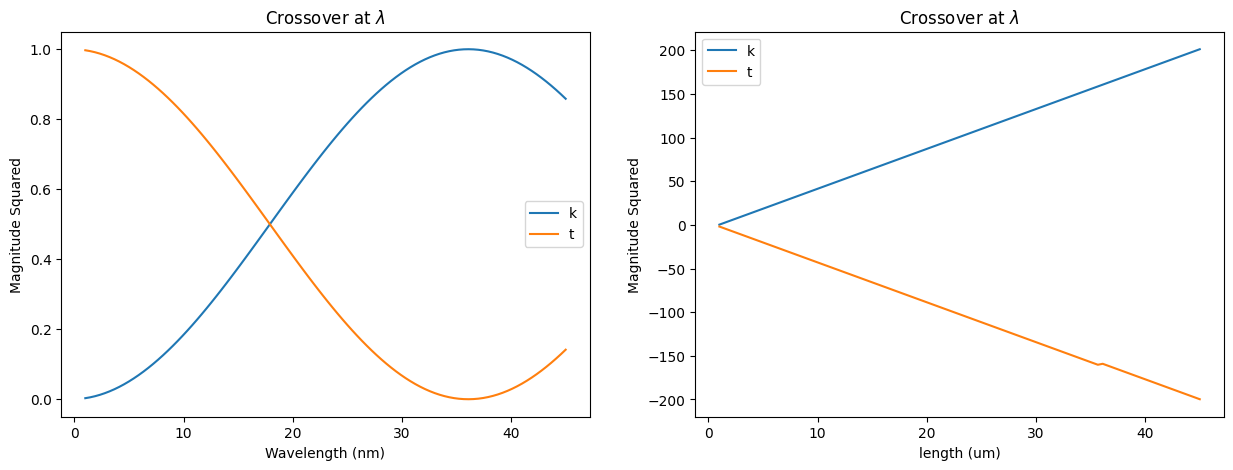 Crossover at λ
Magnitude Squared
1.0
0.8
0.6
0.4
0.2
0.0
k
t
0
10
20
30
40
Wavelength (nm)
Crossover at λ
Magnitude Squared
200
150
100
50
0
−50
−100
−150
−200
k
t
0
10
20
30
40
length (um)